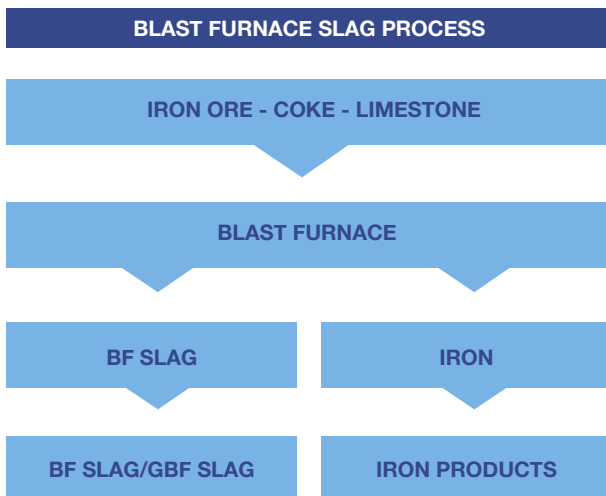 BLAST FURNACE SLAG PROCESS
IRON ORE - COKE - LIMESTONE
BLAST FURNACE
BF SLAG
IRON
BF SLAG/GBF SLAG
IRON PRODUCTS